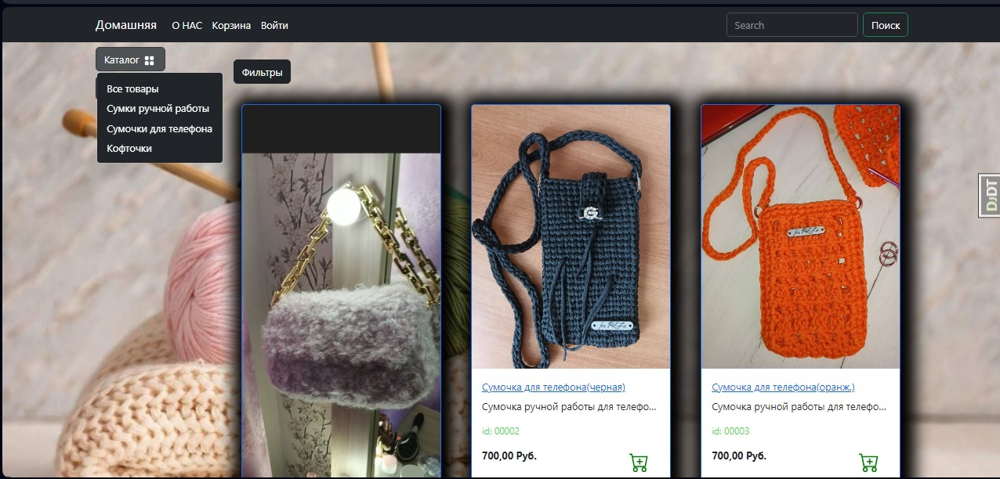 Домашняя О НАС Корзина Войти Search Поиск
Каталог
Фильтры
Все товары
Сумки ручной работы
Сумочки для телефона
Кофточки
DJDT
Сумочка для телефона(черная)
Сумочка ручной работы для телефо...
id: 00002
700,00 Руб.
Сумочка для телефона(оранж.)
Сумочка ручной работы для телефо...
id: 00003
700,00 Руб.